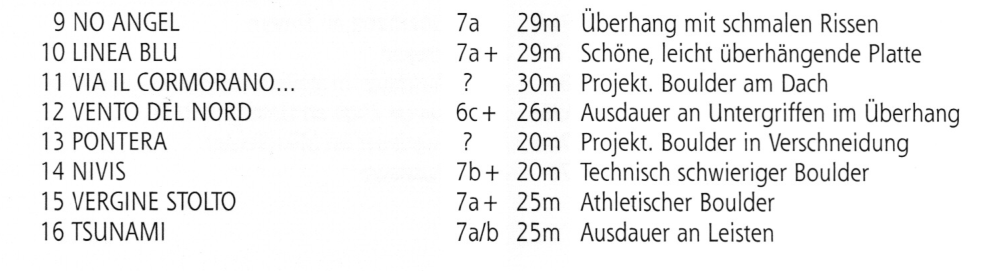 9 NO ANGEL 7a 29m Überhang mit schmalen Rissen
10 LINEA BLU 7a+ 29m Schöne, leicht überhängende Platte
11 VIA IL CORMORANO... ? 30m Projekt. Boulder am Dach
12 VENTO DEL NORD 6c+ 26m Ausdauer an Untergriffen im Überhang
13 PONTERA ? 20m Projekt. Boulder in Verschneidung
14 NIVIS 7b+ 20m Technisch schwieriger Boulder
15 VERGINE STOLTO 7a+ 25m Athletischer Boulder
16 TSUNAMI 7a/b 25m Ausdauer an Leisten